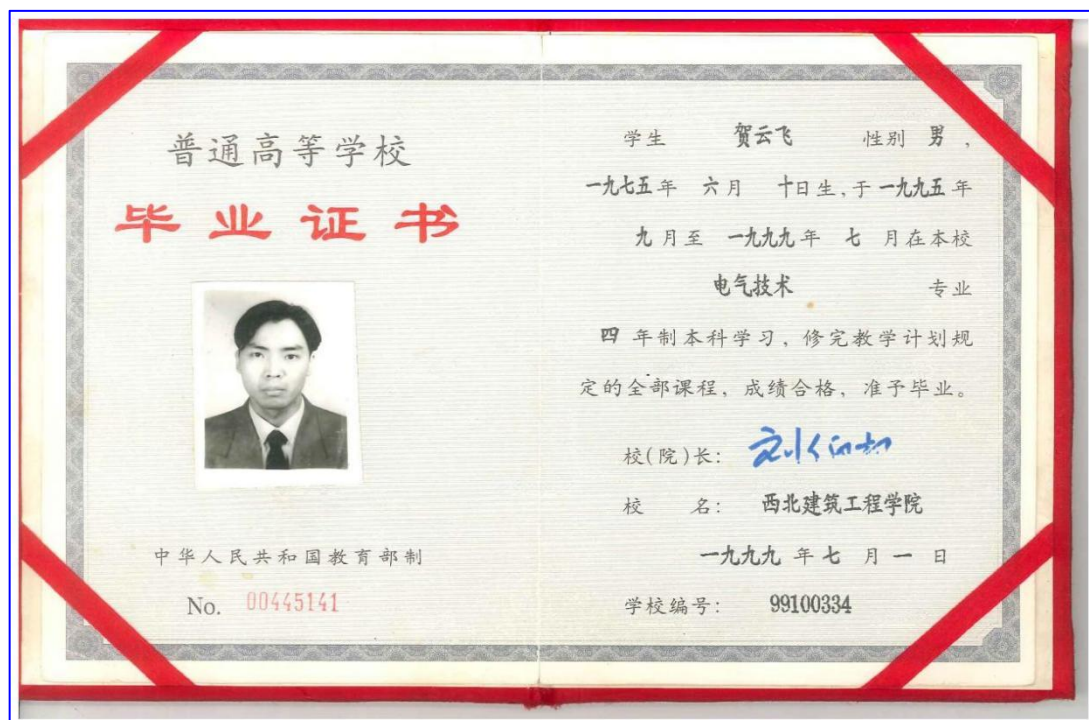 普通高等学校
毕业证书
中华人民共和国教育部制
No. 00445141
学生 贺云飞 性别 男,
一九七五年 六月 十日生,于一九九五年
九月至 一九九九年 七 月在本校
电气技术 专业
四 年制本科学习,修完教学计划规
定的全部课程,成绩合格,准予毕业。
校(院)长:
校 名: 西北建筑工程学院
一九九九 年 七 月 一 日
学校编号: 99100334